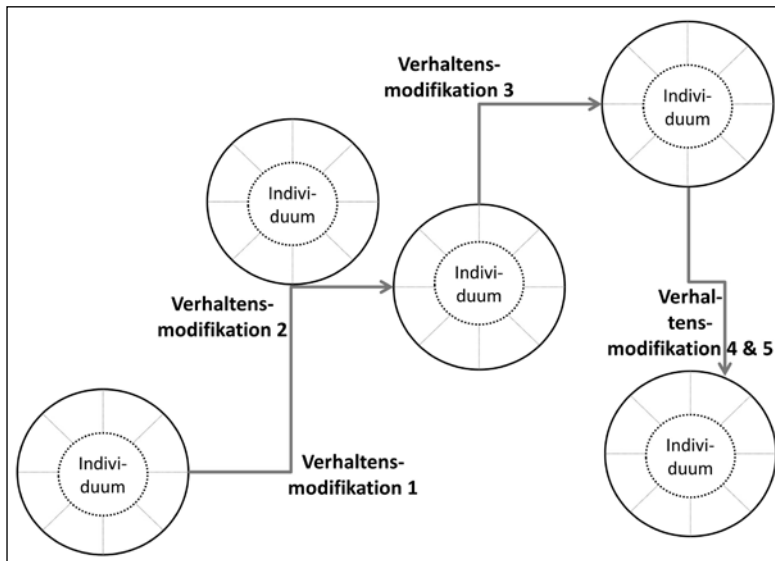 Verhaltens-
modifikation 3
Indivi-
duum
Indivi-
duum
Indivi-
duum
Verhaltens-
modifikation 2
Verhal-
tens-
modifikation 4 & 5
Indivi-
duum
Verhaltens-
modifikation 1
Indivi-
duum